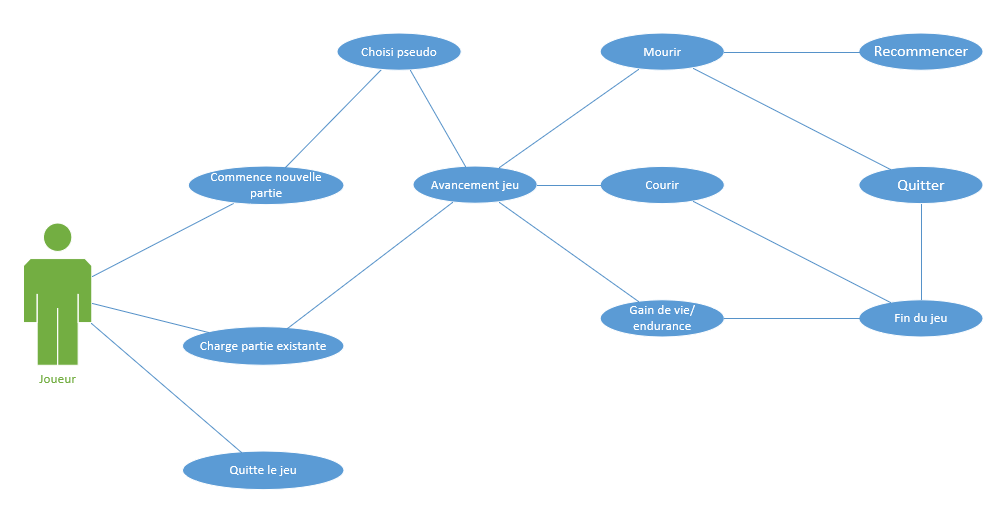 Choisi pseudo
Mourir
Recommencer
Commence nouvelle
partie
Avancement jeu
Courir
Quitter
Gain de vie/
endurance
Fin du jeu
Charge partie existante
Joueur
Quitte le jeu